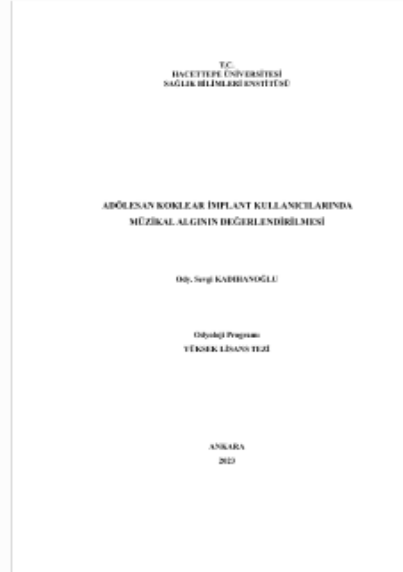 T.C.
HACETTEPE ÜNİVERSİTESİ
SAĞLIK BİLİMLERİ ENSTİTÜSÜ
ADÖLESAN KOKLEAR İMPLANT KULLANICILARINDA
MÜZİKAL ALGININ DEĞERLENDİRİLMESİ
Ody. Sevgi KADIHANOĞLU
Odyoloji Programı
YÜKSEK LİSANS TEZİ
ANKARA
2023